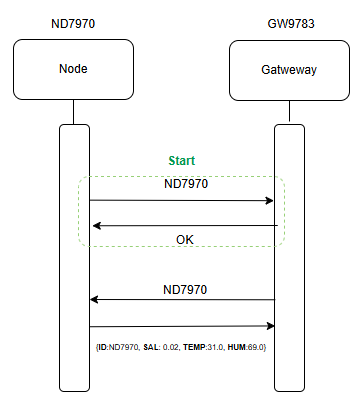 ND7970
GW9783
Node
Gatweway
Start
ND7970
OK
ND7970
{ID:ND7970, SAL: 0.02, TEMP:31.0, HUM:69.0}